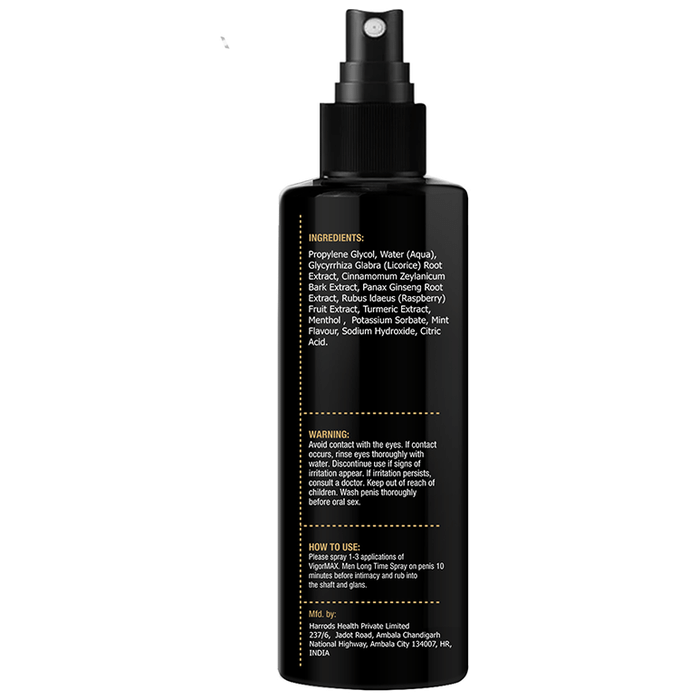 INGREDIENTS:
Propylene Glycol, Water (Aqua),
Glycyrrhiza Glabra (Licorice) Root
Extract, Cinnamomum Zeylanicum
Bark Extract, Panax Ginseng Root
Extract, Rubus Idaeus (Raspberry)
Fruit Extract, Turmeric Extract,
Menthol , Potassium Sorbate, Mint
Flavour, Sodium Hydroxide, Citric
Acid.
WARNING:
Avoid contact with the eyes. If contact
occurs, rinse eyes thoroughly with
water. Discontinue use if signs of
irritation appear. If irritation persists,
consult a doctor. Keep out of reach of
children. Wash penis thoroughly
before oral sex.
HOW TO USE:
Please spray 1-3 applications of
VigorMAX, Men Long Time Spray on penis 10
minutes before intimacy and rub into
the shaft and glans.
Mfd. by:
Harrods Health Private Limited
237/6, Jadot Road, Ambala Chandigarh
National Highway, Ambala City 134007, HR,
INDIA